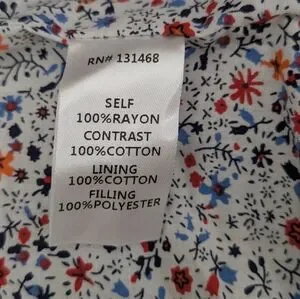 RN# 131468
SELF
100%RAYON
CONTRAST
100%COTTON
LINING
100%COTTON
FILLING
100%POLYESTER